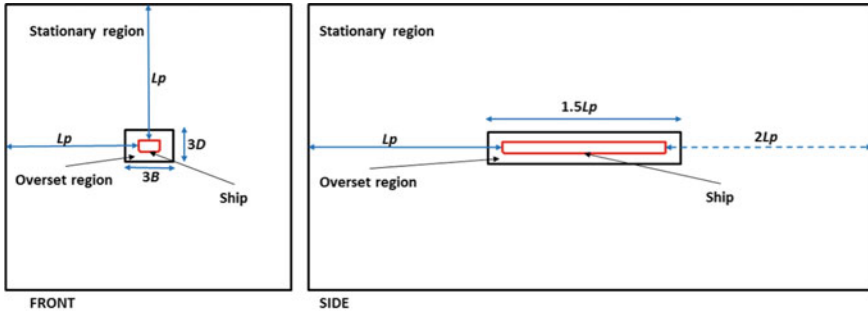 Stationary region
Lp
Lp
3D
Overset region
3B
Ship
FRONT
Stationary region
1.5Lp
Lp
2Lp
Overset region
Ship
SIDE